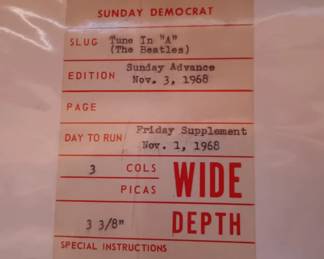 SUNDAY DEMOCRAT
SLUG Tune In "A"
(The Beatles)
EDITION Sunday Advance
Nov. 3, 1968
PAGE
DAY TO RUN Friday Supplement
Nov. 1, 1968
3 COLS WIDE
PICAS
3 3/8" DEPTH
SPECIAL INSTRUCTIONS